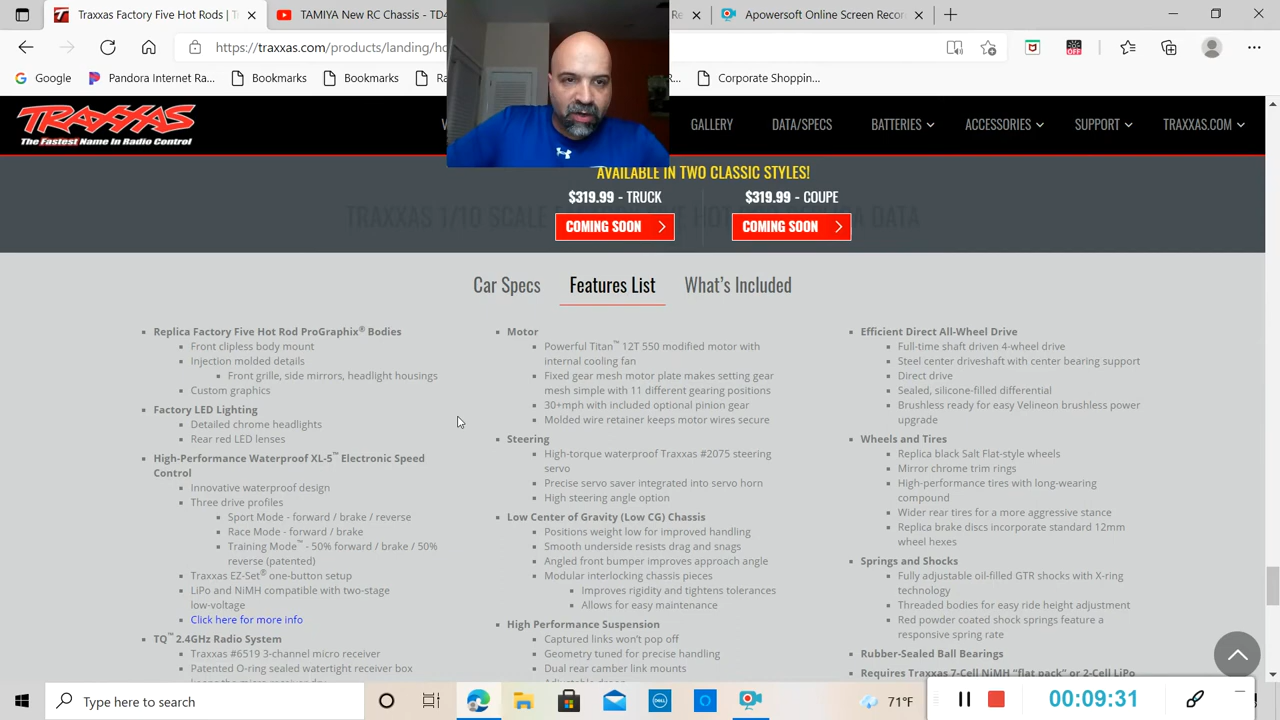 Traxxas Factory Five Hot Rods |
TAMIYA New RC Chassis - TD4
Apowersoft Online Screen Recor
https://traxxas.com/products/landing/ho
OFF
Google
Pandora Internet Ra...
Bookmarks
Bookmarks
Corporate Shoppin...
TRAXXAS
The Fastest Name In Radio Control
GALLERY
DATA/SPECS
BATTERIES
ACCESSORIES
SUPPORT
TRAXXAS.COM
AVAILABLE IN TWO CLASSIC STYLES!
$319.99 - TRUCK
$319.99 - COUPE
COMING SOON
COMING SOON
Car Specs
Features List
What's Included
Replica Factory Five Hot Rod ProGraphix® Bodies
Front clipless body mount
Injection molded details
Front grille, side mirrors, headlight housings
Custom graphics
Factory LED Lighting
Detailed chrome headlights
Rear red LED lenses
High-Performance Waterproof XL-5™ Electronic Speed
Control
Innovative waterproof design
Three drive profiles
Sport Mode - forward / brake / reverse
Race Mode - forward / brake
Training Mode™ - 50% forward / brake / 50%
reverse (patented)
Traxxas EZ-Set® one-button setup
LiPo and NiMH compatible with two-stage
low-voltage
Click here for more info
TQ™ 2.4GHz Radio System
Traxxas #6519 3-channel micro receiver
Patented O-ring sealed watertight receiver box
Motor
Powerful Titan™ 12T 550 modified motor with
internal cooling fan
Fixed gear mesh motor plate makes setting gear
mesh simple with 11 different gearing positions
30+mph with included optional pinion gear
Molded wire retainer keeps motor wires secure
Steering
High-torque waterproof Traxxas #2075 steering
servo
Precise servo saver integrated into servo horn
High steering angle option
Low Center of Gravity (Low CG) Chassis
Positions weight low for improved handling
Smooth underside resists drag and snags
Angled front bumper improves approach angle
Modular interlocking chassis pieces
Improves rigidity and tightens tolerances
Allows for easy maintenance
High Performance Suspension
Captured links won't pop off
Geometry tuned for precise handling
Dual rear camber link mounts
Efficient Direct All-Wheel Drive
Full-time shaft driven 4-wheel drive
Steel center driveshaft with center bearing support
Direct drive
Sealed, silicone-filled differential
Brushless ready for easy Velineon brushless power
upgrade
Wheels and Tires
Replica black Salt Flat-style wheels
Mirror chrome trim rings
High-performance tires with long-wearing
compound
Wider rear tires for a more aggressive stance
Replica brake discs incorporate standard 12mm
wheel hexes
Springs and Shocks
Fully adjustable oil-filled GTR shocks with X-ring
technology
Threaded bodies for easy ride height adjustment
Red powder coated shock springs feature a
responsive spring rate
Rubber-Sealed Ball Bearings
Requires Traxxas 7-Cell NiMH "flat pack" or 2-Cell LiPo
Type here to search
71°F
00:09:31